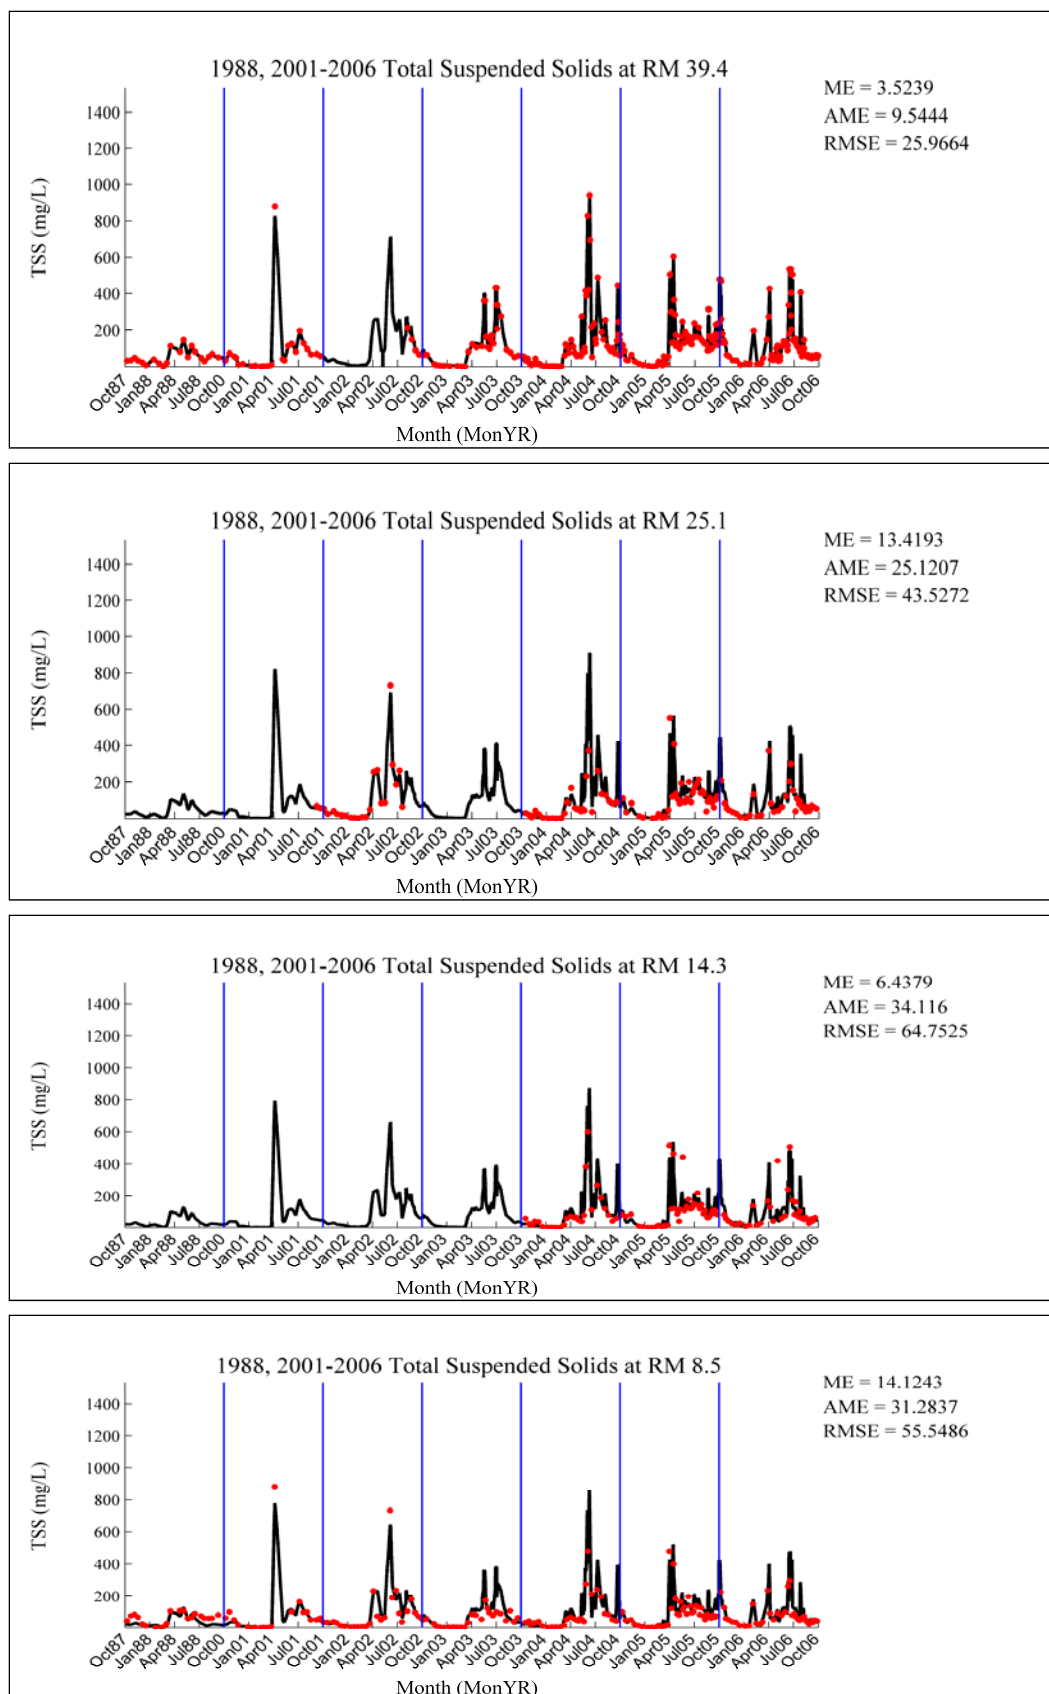 1988, 2001-2006 Total Suspended Solids at RM 39.4
ME = 3.5239
AME = 9.5444
RMSE = 25.9664
TSS (mg/L)
1400
1200
1000
800
600
400
200
Oct87 Jan88 Apr88 Jul88 Oct00 Jan01 Apr01 Jul01 Oct01 Jan02 Apr02 Jul02 Oct02 Jan03 Apr03 Jul03 Oct03 Jan04 Apr04 Jul04 Oct04 Jan05 Apr05 Jul05 Oct05 Jan06 Apr06 Jul06 Oct06
Month (MonYR)
1988, 2001-2006 Total Suspended Solids at RM 25.1
ME = 13.4193
AME = 25.1207
RMSE = 43.5272
TSS (mg/L)
1400
1200
1000
800
600
400
200
Oct87 Jan88 Apr88 Jul88 Oct00 Jan01 Apr01 Jul01 Oct01 Jan02 Apr02 Jul02 Oct02 Jan03 Apr03 Jul03 Oct03 Jan04 Apr04 Jul04 Oct04 Jan05 Apr05 Jul05 Oct05 Jan06 Apr06 Jul06 Oct06
Month (MonYR)
1988, 2001-2006 Total Suspended Solids at RM 14.3
ME = 6.4379
AME = 34.116
RMSE = 64.7525
TSS (mg/L)
1400
1200
1000
800
600
400
200
Oct87 Jan88 Apr88 Jul88 Oct00 Jan01 Apr01 Jul01 Oct01 Jan02 Apr02 Jul02 Oct02 Jan03 Apr03 Jul03 Oct03 Jan04 Apr04 Jul04 Oct04 Jan05 Apr05 Jul05 Oct05 Jan06 Apr06 Jul06 Oct06
Month (MonYR)
1988, 2001-2006 Total Suspended Solids at RM 8.5
ME = 14.1243
AME = 31.2837
RMSE = 55.5486
TSS (mg/L)
1400
1200
1000
800
600
400
200
Oct87 Jan88 Apr88 Jul88 Oct00 Jan01 Apr01 Jul01 Oct01 Jan02 Apr02 Jul02 Oct02 Jan03 Apr03 Jul03 Oct03 Jan04 Apr04 Jul04 Oct04 Jan05 Apr05 Jul05 Oct05 Jan06 Apr06 Jul06 Oct06
Month (MonYR)